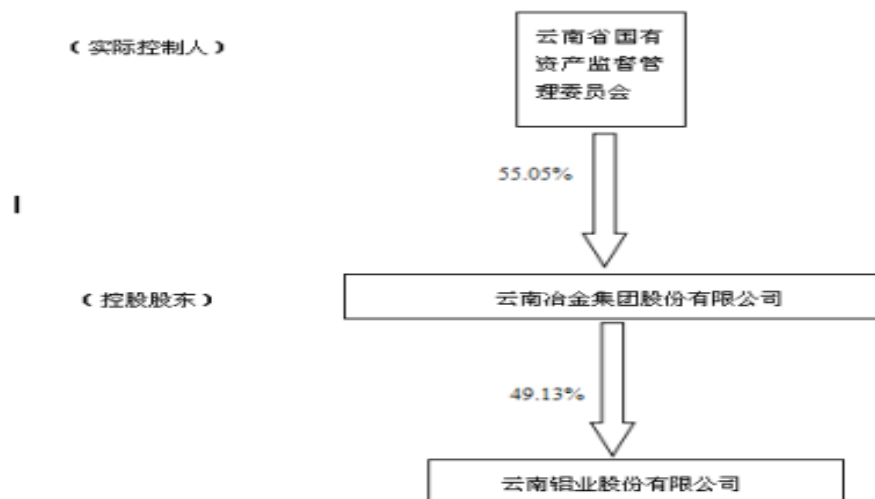 （实际控制人）
云南省国有
资产监督管
理委员会
55.05%
（控股股东）
云南冶金集团股份有限公司
49.13%
云南铝业股份有限公司